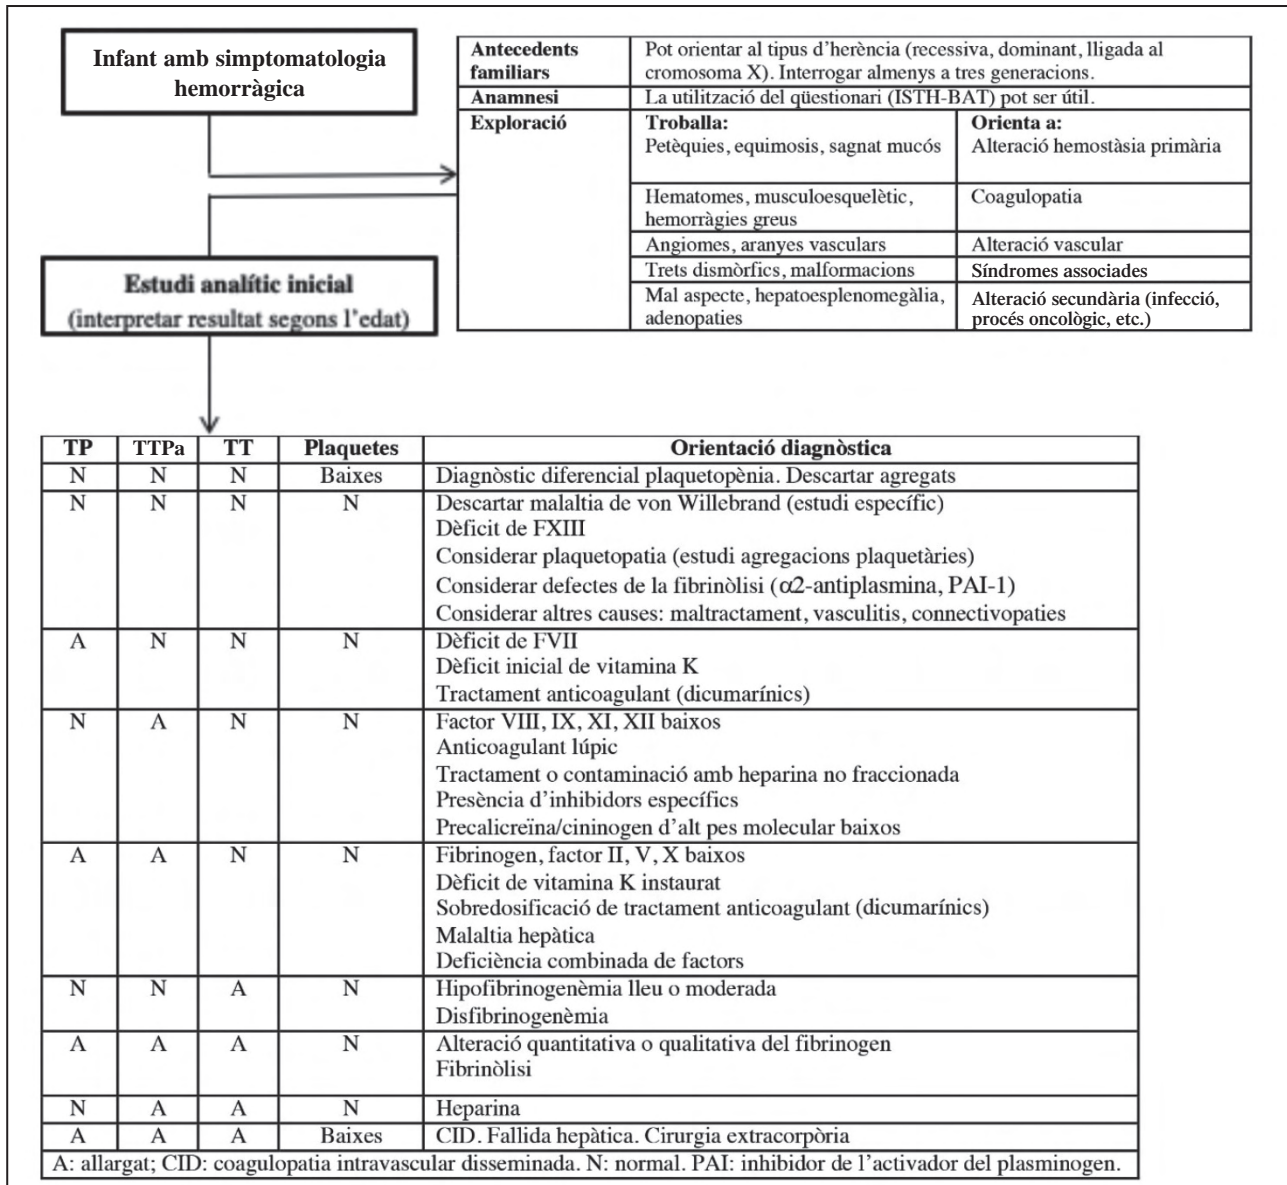 Infant amb simptomatologia
hemorràgica
Antecedents
familiars
Pot orientar al tipus d'herència (recessiva, dominant, lligada al
cromosoma X). Interrogar almenys a tres generacions.
Anamnesi
La utilització del qüestionari (ISTH-BAT) pot ser útil.
Exploració
Troballa:
Orienta a:
Petèquies, equimosis, sagnat mucós
Alteració hemostàsia primària
Hematomes, musculoesquelètic,
hemorràgies greus
Coagulopatia
Angiomes, aranyes vasculars
Alteració vascular
Trets dismòrfics, malformacions
Síndromes associades
Mal aspecte, hepatoesplenomegàlia,
adenopaties
Alteració secundària (infecció,
procés oncològic, etc.)
Estudi analític inicial
(interpretar resultat segons l'edat)
TP TTPa TT Plaquetes Orientació diagnòstica
N N N Baixes Diagnòstic diferencial plaquetopènia. Descartar agregats
N N N N Descartar malaltia de von Willebrand (estudi específic)
Dèficit de FXIII
Considerar plaquetopatia (estudi agregacions plaquetàries)
Considerar defectes de la fibrinòlisi (α2-antiplasmina, PAI-1)
Considerar altres causes: maltractament, vasculitis, connectivopaties
A N N N Dèficit de FVII
Dèficit inicial de vitamina K
Tractament anticoagulant (dicumarínics)
N A N N Factor VIII, IX, XI, XII baixos
Anticoagulant lúpic
Tractament o contaminació amb heparina no fraccionada
Presència d'inhibidors específics
Precalicreïna/cininogen d'alt pes molecular baixos
A A N N Fibrinogen, factor II, V, X baixos
Dèficit de vitamina K instaurat
Sobredosificació de tractament anticoagulant (dicumarínics)
Malaltia hepàtica
Deficiència combinada de factors
N N A N Hipofibrinogenèmia lleu o moderada
Disfibrinogenèmia
A A A N Alteració quantitativa o qualitativa del fibrinogen
Fibrinòlisi
N A A N Heparina
A A A Baixes CID. Fallida hepàtica. Cirurgia extracorpòria
A: allargat; CID: coagulopatia intravascular disseminada. N: normal. PAI: inhibidor de l'activador del plasminogen.